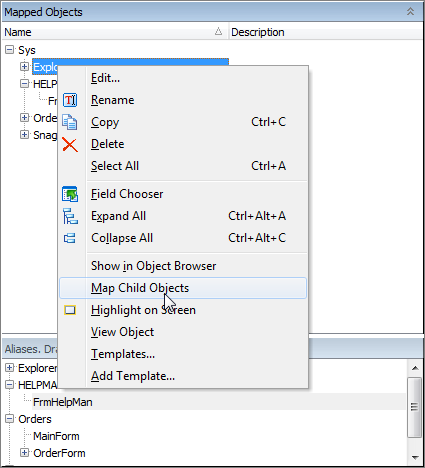 Mapped Objects
Name Description
Sys
Explo
Edit...
HELP
Rename
Fr
Copy Ctrl+C
Orde
Delete
Snag
Select All Ctrl+A
Field Chooser
Expand All Ctrl+Alt+A
Collapse All Ctrl+Alt+C
Show in Object Browser
Map Child Objects
Highlight on Screen
View Object
Templates...
Add Template...
Aliases. Dra
Explorer
HELPMA
FrmHelpMan
Orders
MainForm
OrderForm